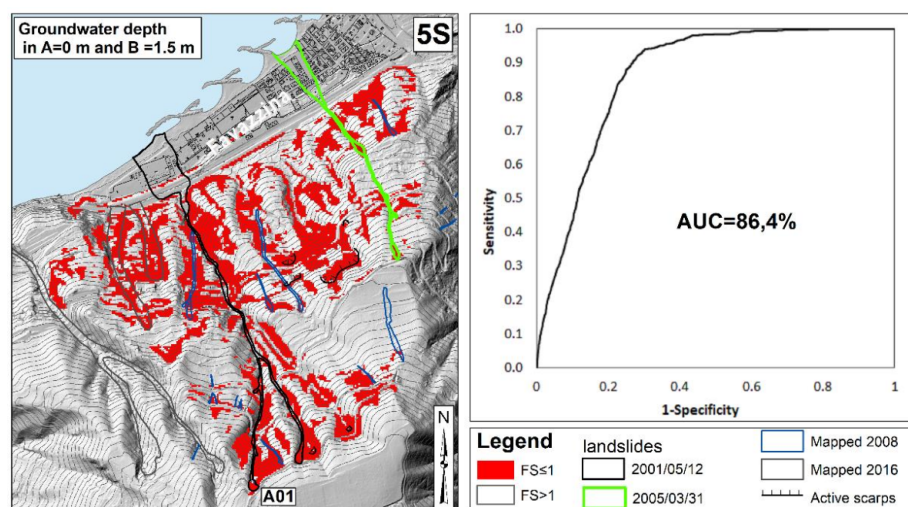 Groundwater depth
in A=0 m and B =1.5 m
5S
Favazzina
N
A01
1.0
0.9
0.8
0.7
0.6
0.5
0.4
0.3
0.2
0.1
0.0
Sensitivity
AUC=86,4%
0
0.2
0.4
0.6
0.8
1
1-Specificity
Legend
FS≤1
FS>1
landslides
2001/05/12
2005/03/31
Mapped 2008
Mapped 2016
Active scarps